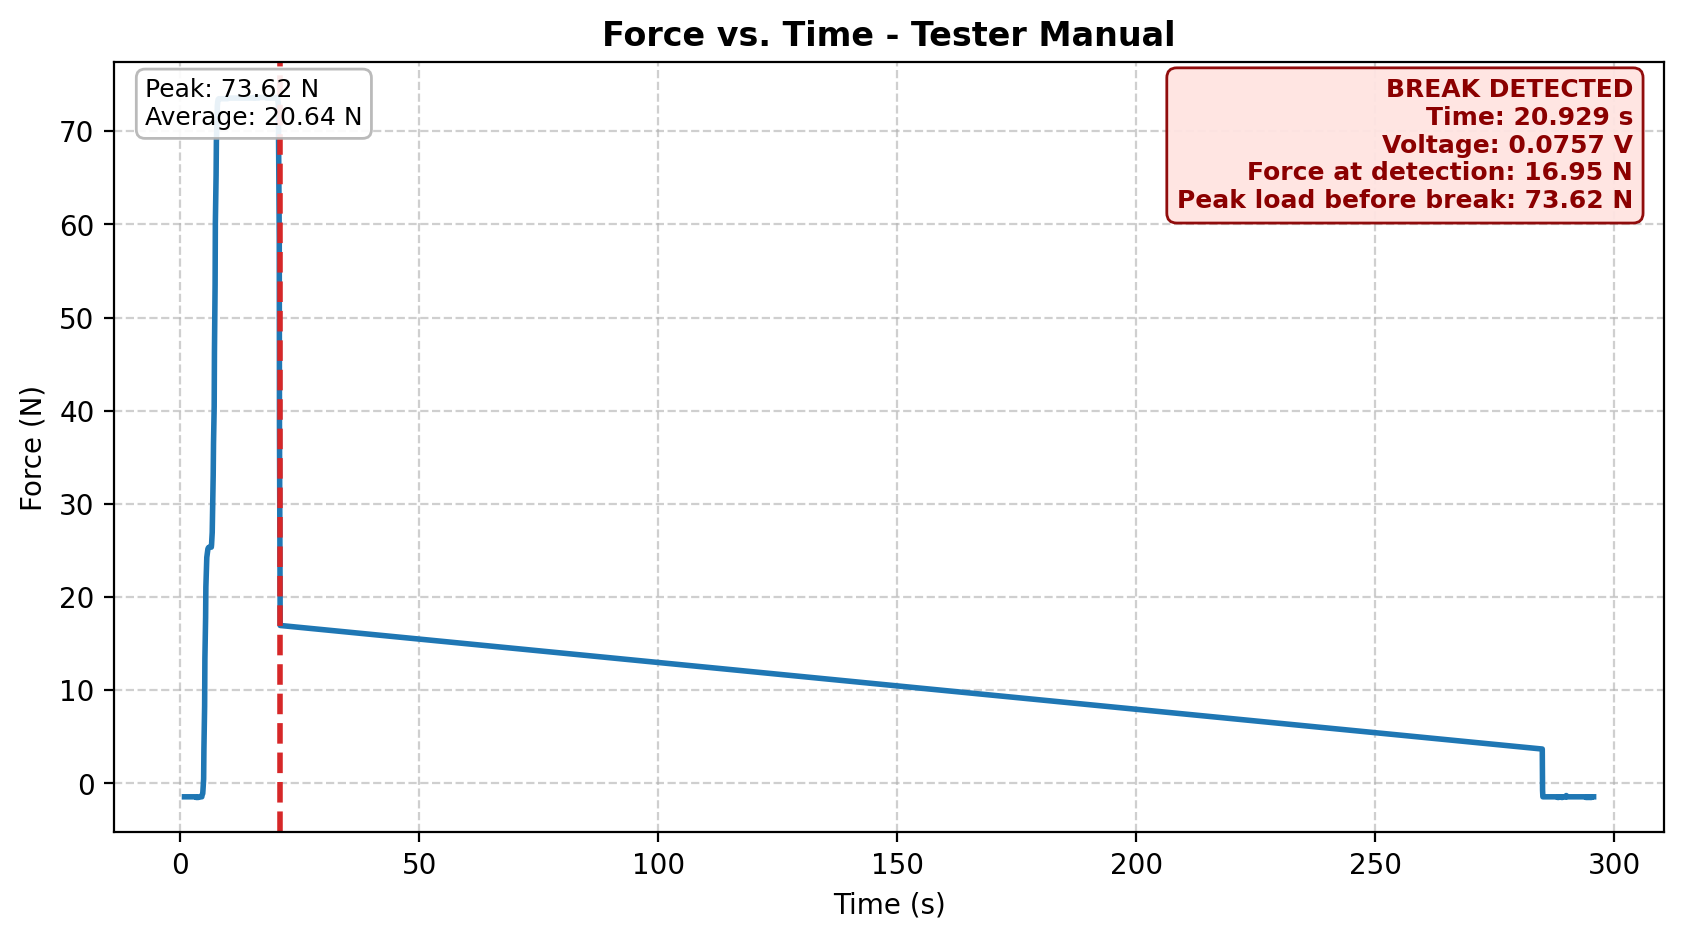 Force vs. Time - Tester Manual
Peak: 73.62 N
Average: 20.64 N
BREAK DETECTED
Time: 20.929 s
Voltage: 0.0757 V
Force at detection: 16.95 N
Peak load before break: 73.62 N
Force (N)
70
60
50
40
30
20
10
0
0 50 100 150 200 250 300
Time (s)